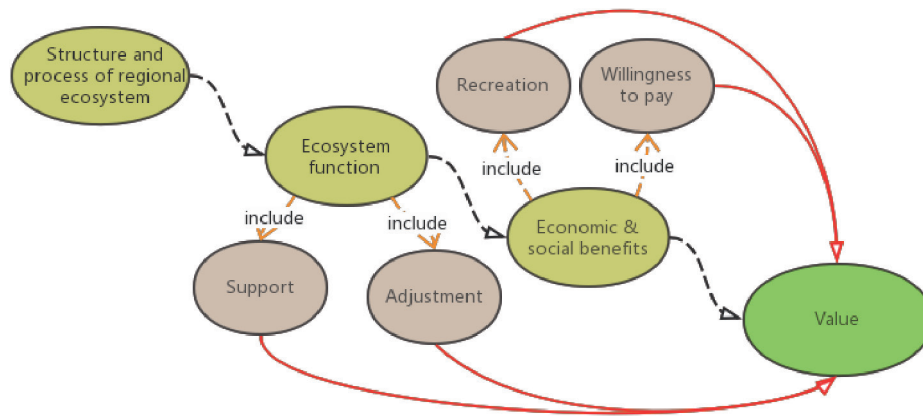 Structure and
process of regional
ecosystem
Recreation
Willingness
to pay
Ecosystem
function
include
include
include
include
Economic &
social benefits
Support
Adjustment
Value